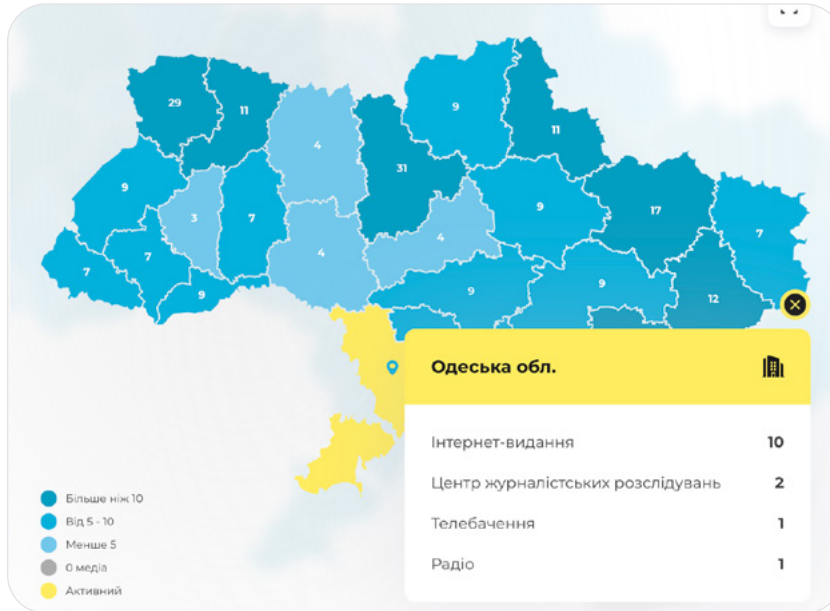 29
11
9
11
4
31
9
3
7
9
17
7
7
7
4
4
9
9
9
12
Одеська обл.
Інтернет-видання 10
Центр журналістських розслідувань 2
Телебачення 1
Радіо 1
Більше ніж 10
Від 5 - 10
Менше 5
0 медіа
Активний